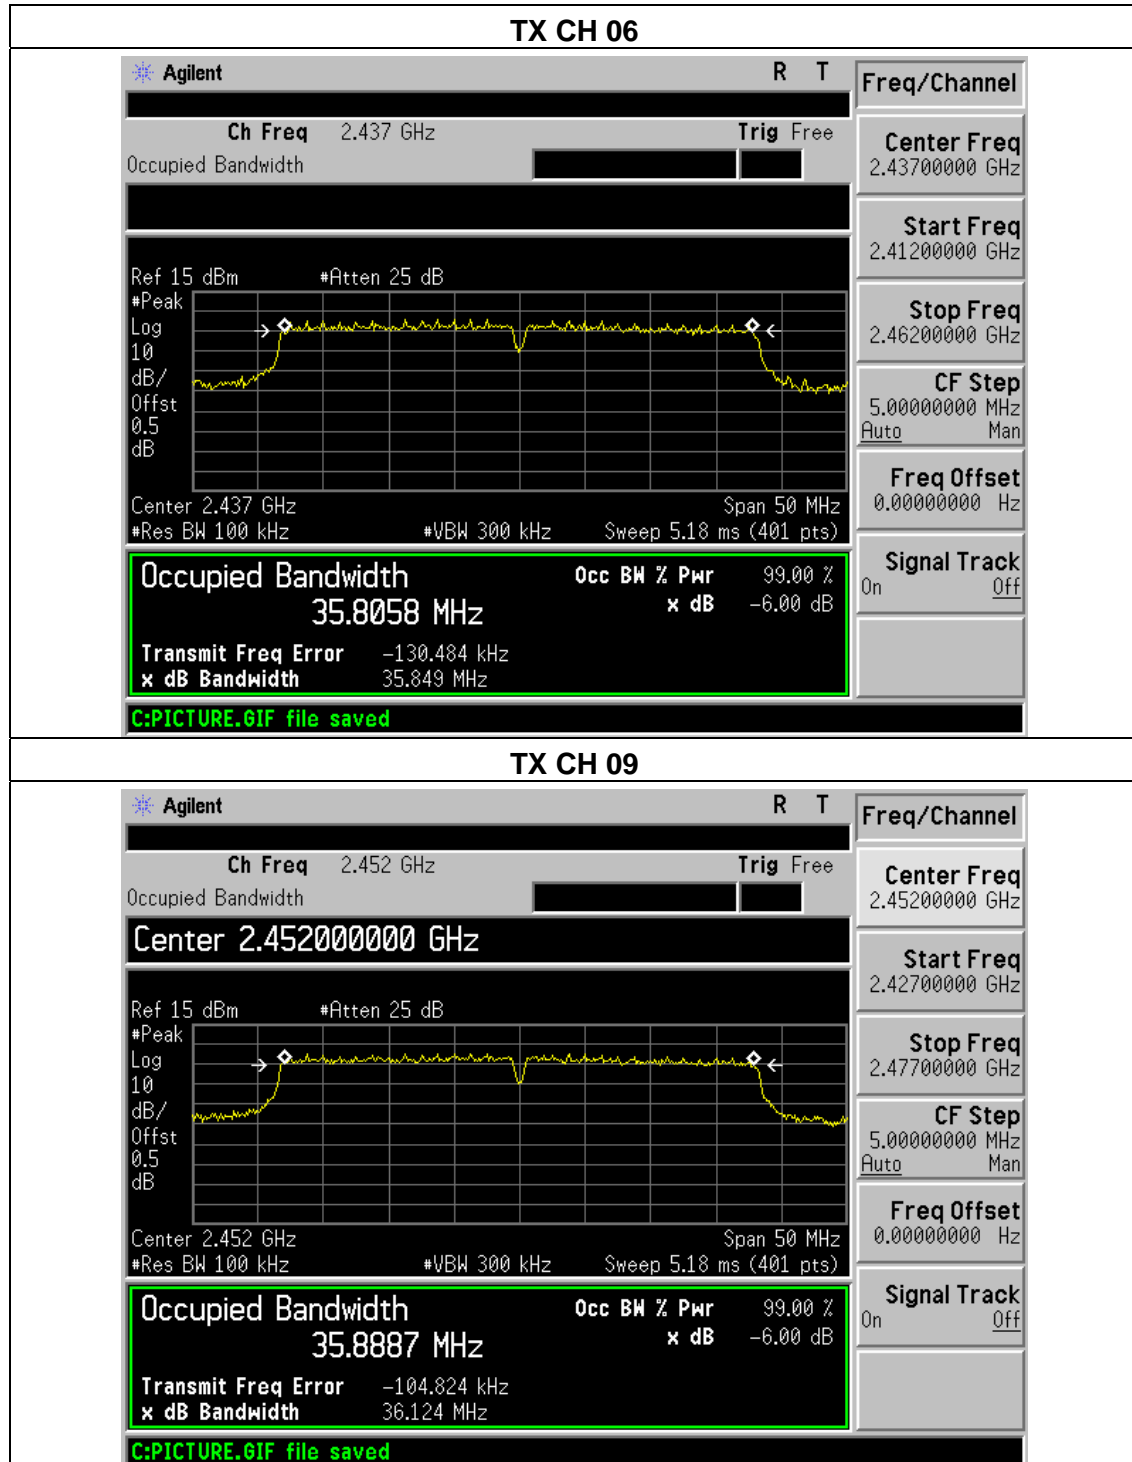 TX CH 06
Agilent R T
Freq/Channel
Ch Freq 2.437 GHz Trig Free
Occupied Bandwidth
Center Freq
2.43700000 GHz
Start Freq
2.41200000 GHz
Stop Freq
2.46200000 GHz
CF Step
5.00000000 MHz
Auto Man
Freq Offset
0.00000000 Hz
Signal Track
On Off
Ref 15 dBm #Atten 25 dB
#Peak
Log
10
dB/
Offst
0.5
dB
Center 2.437 GHz Span 50 MHz
#Res BW 100 kHz #VBW 300 kHz Sweep 5.18 ms (401 pts)
Occupied Bandwidth Occ BW % Pwr 99.00 %
35.8058 MHz x dB -6.00 dB
Transmit Freq Error -130.484 kHz
x dB Bandwidth 35.849 MHz
C:PICTURE.GIF file saved
TX CH 09
Agilent R T
Freq/Channel
Ch Freq 2.452 GHz Trig Free
Occupied Bandwidth
Center 2.452000000 GHz
Center Freq
2.45200000 GHz
Start Freq
2.42700000 GHz
Stop Freq
2.47700000 GHz
CF Step
5.00000000 MHz
Auto Man
Freq Offset
0.00000000 Hz
Signal Track
On Off
Ref 15 dBm #Atten 25 dB
#Peak
Log
10
dB/
Offst
0.5
dB
Center 2.452 GHz Span 50 MHz
#Res BW 100 kHz #VBW 300 kHz Sweep 5.18 ms (401 pts)
Occupied Bandwidth Occ BW % Pwr 99.00 %
35.8887 MHz x dB -6.00 dB
Transmit Freq Error -104.824 kHz
x dB Bandwidth 36.124 MHz
C:PICTURE.GIF file saved